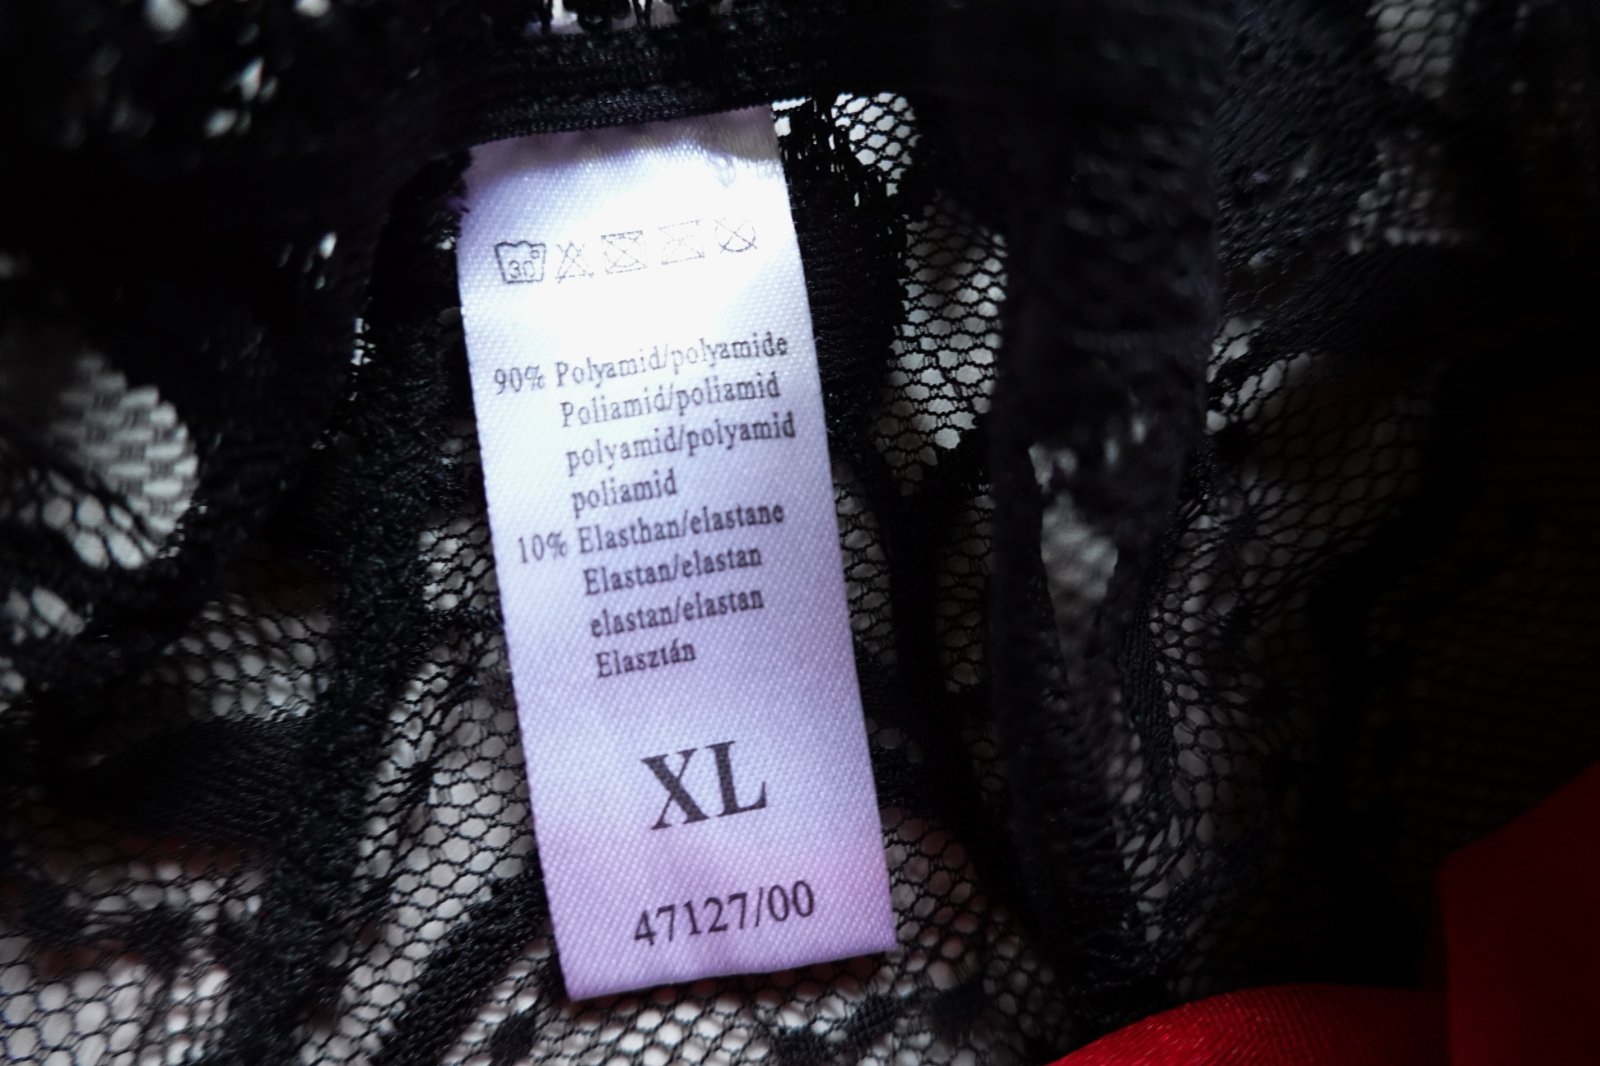 30°
90% Polyamid/polyamide
Poliamid/poliamid
polyamid/polyamid
poliamid
10% Elasthan/elastane
Elastan/elastan
elastan/elastan
Elasztán
XL
47127/00